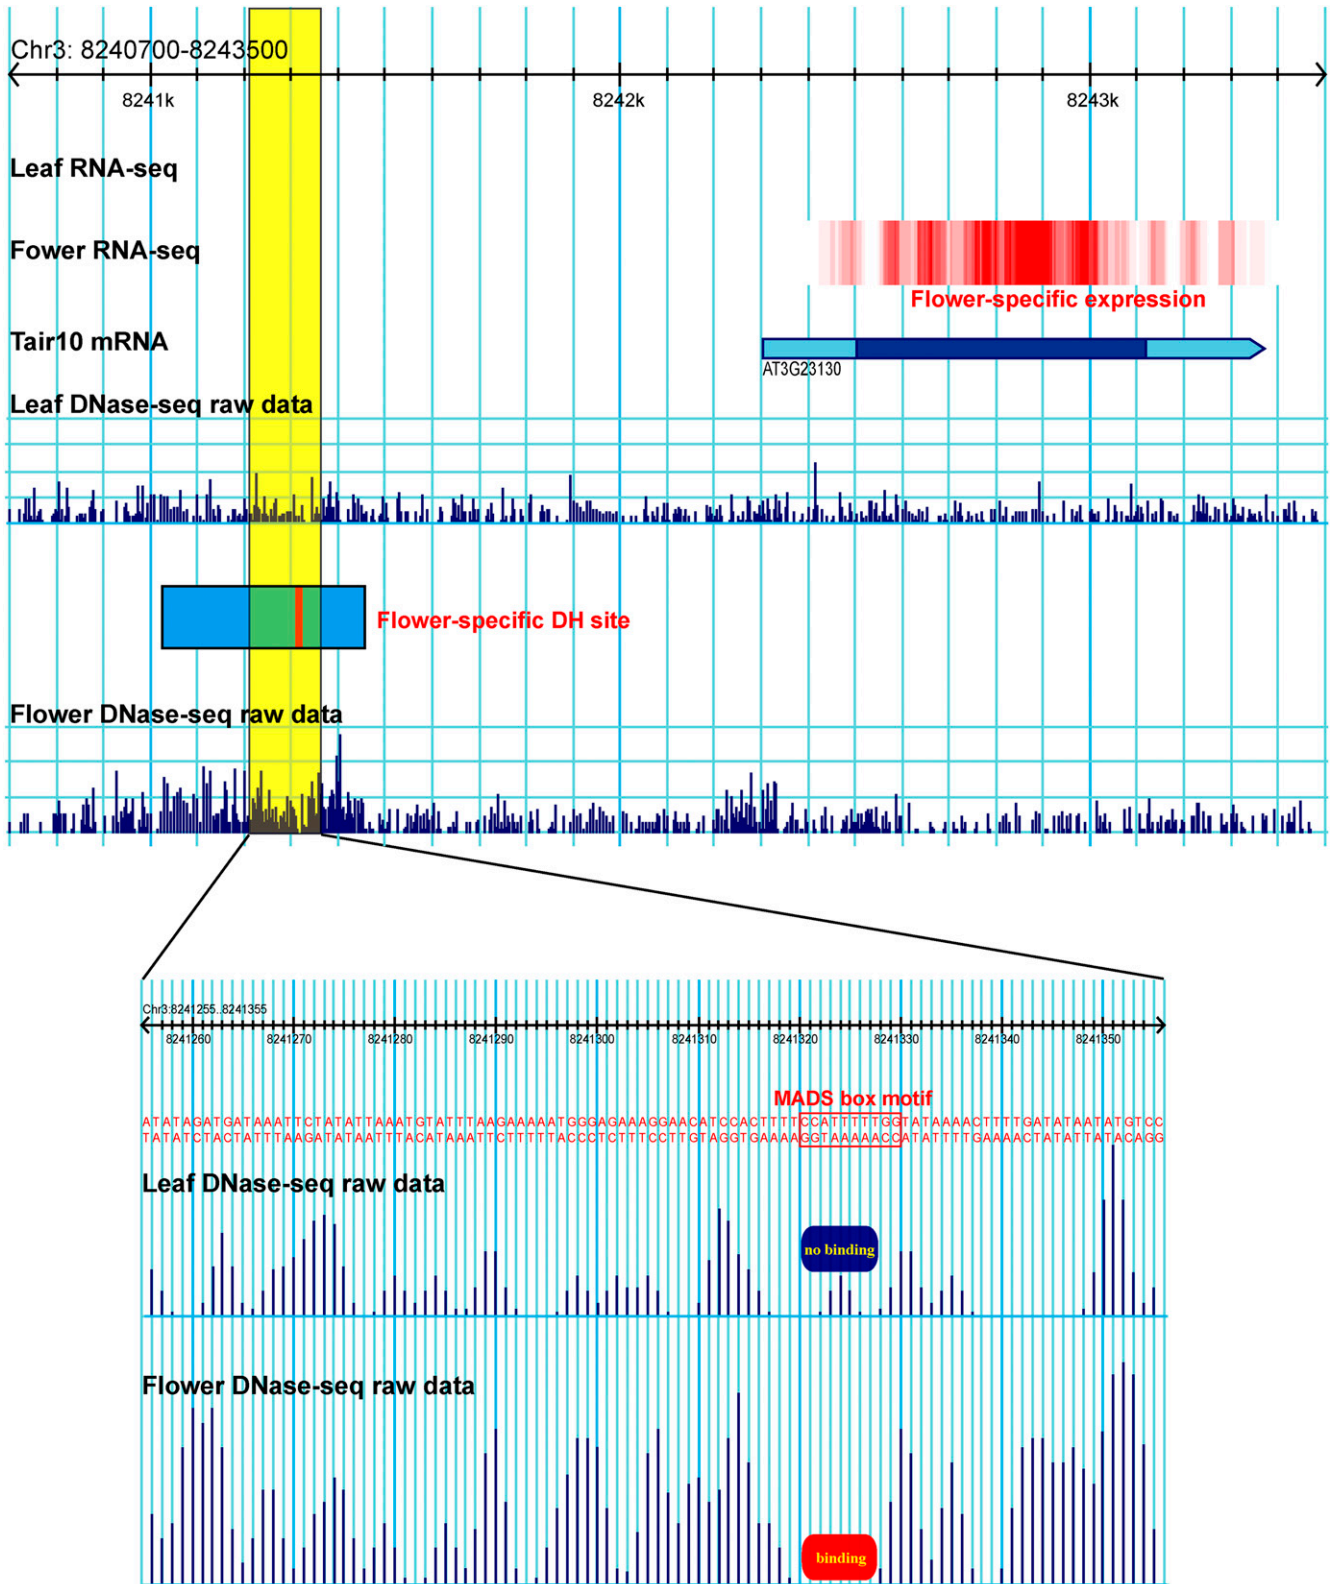 Chr3: 8240700-8243500
8241k 8242k 8243k
Leaf RNA-seq
Fower RNA-seq
Flower-specific expression
Tair10 mRNA
AT3G23130
Leaf DNase-seq raw data
Flower-specific DH site
Flower DNase-seq raw data
Chr3:8241255..8241355
8241260 8241270 8241280 8241290 8241300 8241310 8241320 8241330 8241340 8241350
MADS box motif
ATATAGATGATAAATTCTATATTAAATGTATTTAAGAAAAATGGGAGAAAGGAACATCCACTTTTCCATTTTTGGTATAAAACTTTTGATATAATATGTCC
TATATCTACTATTTAAGATATAATTTACATAAATTCTTTTTACCCTCTTTCCTTGTAGGTGAAAAGGTAAAAACCATATTTTGAAAACTATATTATACAGG
Leaf DNase-seq raw data
no binding
Flower DNase-seq raw data
binding